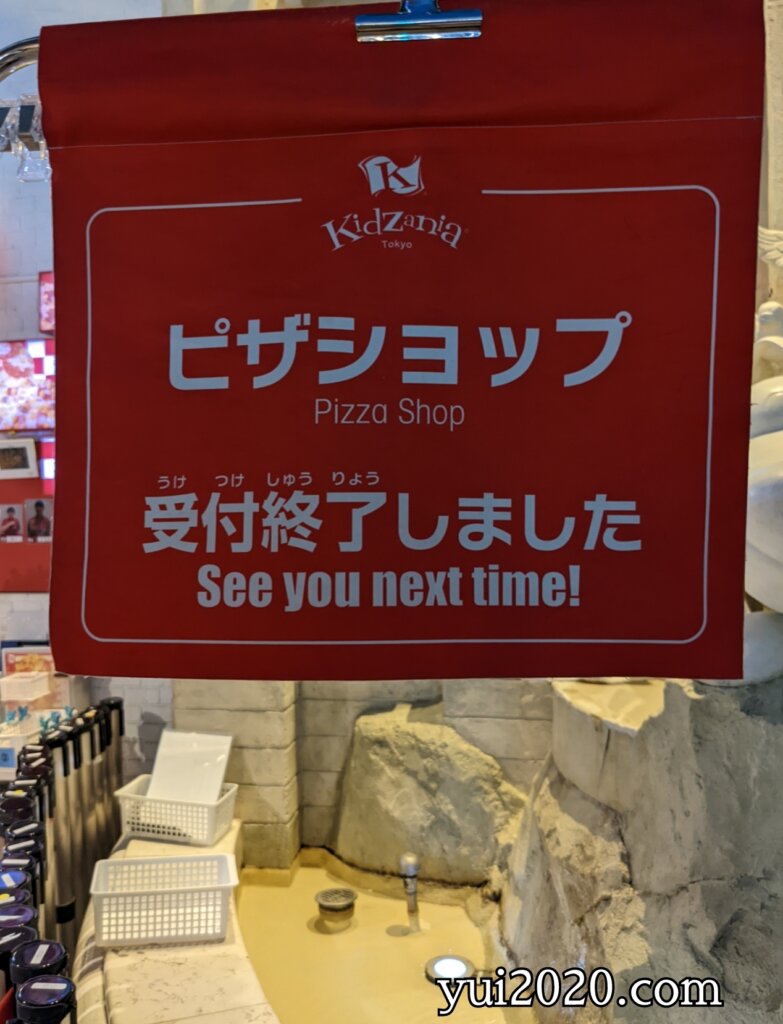 K
KidZania
Tokyo
ピザショップ
Pizza Shop
うけ つけ しゅう りょう
受付終了しました
See you next time!
yui2020.com